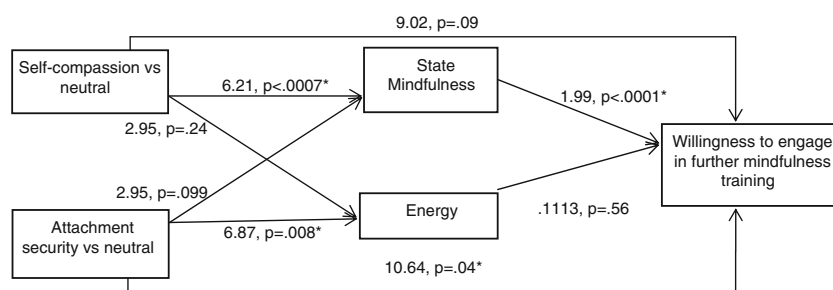 9.02, p=.09
Self-compassion vs
neutral
6.21, p<.0007*
State
Mindfulness
1.99, p<.0001*
2.95, p=.24
Willingness to engage
in further mindfulness
training
2.95, p=.099
Attachment
security vs neutral
6.87, p=.008*
Energy
.1113, p=.56
10.64, p=.04*